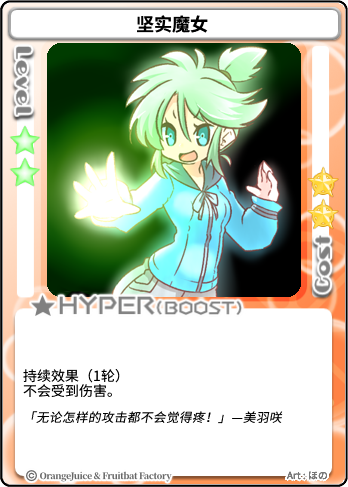 坚实魔女
Level
Cost
HYPER(BOOST)
持续效果（1轮）
不会受到伤害。
「无论怎样的攻击都不会觉得疼！」—美羽咲
© OrangeJuice & Fruitbat Factory
Art : ほの